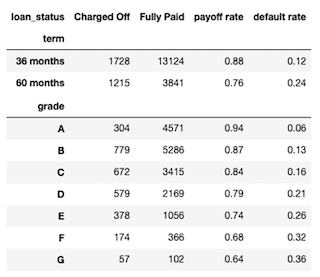 loan_status Charged Off Fully Paid payoff rate default rate
term
36 months 1728 13124 0.88 0.12
60 months 1215 3841 0.76 0.24
grade
A 304 4571 0.94 0.06
B 779 5286 0.87 0.13
C 672 3415 0.84 0.16
D 579 2169 0.79 0.21
E 378 1056 0.74 0.26
F 174 366 0.68 0.32
G 57 102 0.64 0.36